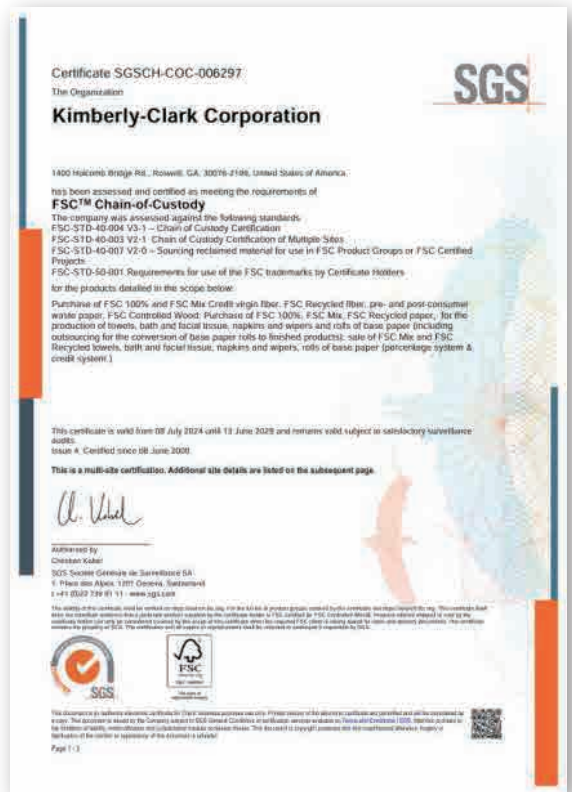 Certificate SGSCH-COC-006297
SGS
The Organization
Kimberly-Clark Corporation
1400 Holcomb Bridge Rd., Roswell, GA, 30076-2199, United States of America
has been assessed and certified as meeting the requirements of
FSC™ Chain-of-Custody
The company was assessed against the following standards
FSC-STD-40-004 V3-1 – Chain of Custody Certification
FSC-STD-40-003 V2-1 Chain of Custody Certification of Multiple Sites
FSC-STD-40-007 V2-0 – Sourcing reclaimed material for use in FSC Product Groups or FSC Certified
Projects
FSC-STD-50-001 Requirements for use of the FSC trademarks by Certificate Holders
for the products detailed in the scope below:
Purchase of FSC 100% and FSC Mix Credit virgin fiber, FSC Recycled fiber, pre- and post-consumer
waste paper, FSC Controlled Wood; Purchase of FSC 100%, FSC Mix, FSC Recycled paper, for the
production of towels, bath and facial tissue, napkins and wipers and rolls of base paper (including
outsourcing for the conversion of base paper rolls to finished products); sale of FSC Mix and FSC
Recycled towels, bath and facial tissue, napkins and wipers, rolls of base paper (percentage system &
credit system.)
This certificate is valid from 08 July 2024 until 13 June 2029 and remains valid subject to satisfactory surveillance
audits.
Issue 4. Certified since 08 June 2009
This is a multi-site certification. Additional site details are listed on the subsequent page.
Authorised by
SGS Société Générale de Surveillance SA
1, Place des Alpes, 1201 Geneva, Switzerland
www.sgs.com
SGS
FSC
Page 1 / 3